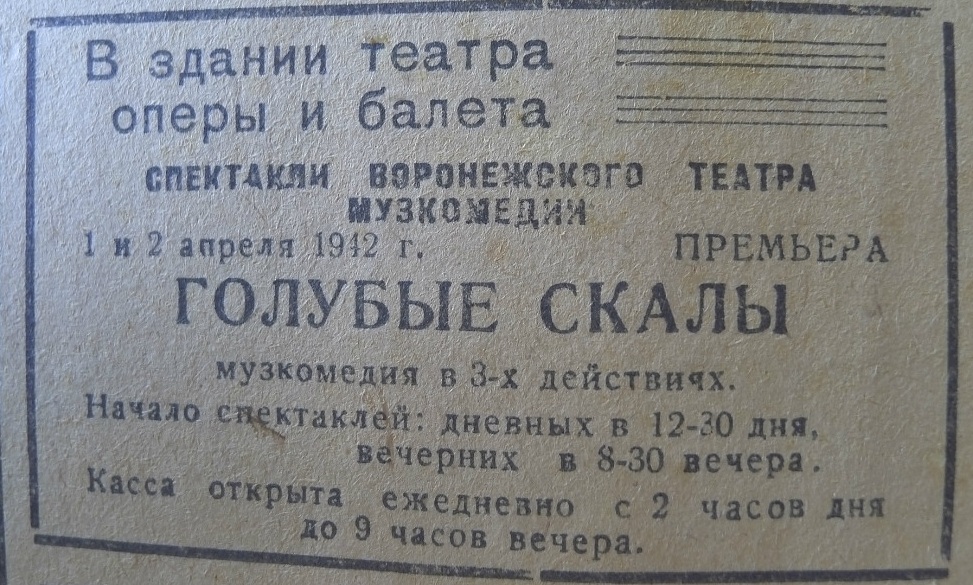 В здании театра
оперы и балета
СПЕКТАКЛИ ВОРОНЕЖСКОГО ТЕАТРА
МУЗКОМЕДИИ
1 и 2 апреля 1942 г. ПРЕМЬЕРА
ГОЛУБЫЕ СКАЛЫ
музкомедия в 3-х действиях.
Начало спектаклей: дневных в 12-30 дня,
вечерних в 8-30 вечера.
Касса открыта ежедневно с 2 часов дня
до 9 часов вечера.